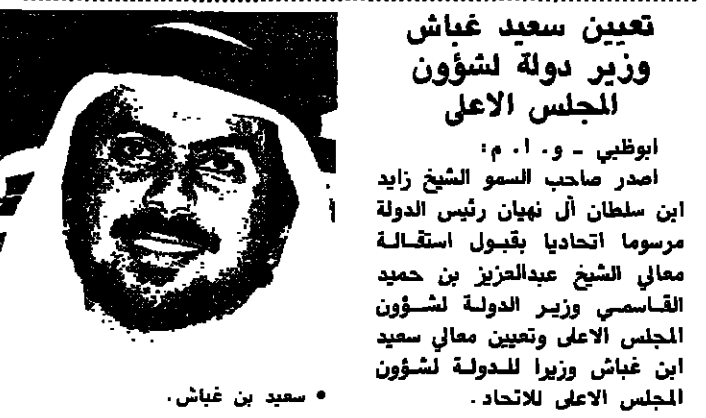 تعيين سعيد غباش
وزير دولة لشؤون
المجلس الاعلى
ابوظبي - و. ا. م:
اصدر صاحب السمو الشيخ زايد
ابن سلطان آل نهيان رئيس الدولة
مرسوما اتحاديا بقبول استقالة
معالي الشيخ عبدالعزيز بن حميد
القاسمي وزير الدولة لشؤون
المجلس الاعلى وتعيين معالي سعيد
ابن غباش وزيرا للدولة لشؤون
المجلس الاعلى للاتحاد.
• سعيد بن غباش.